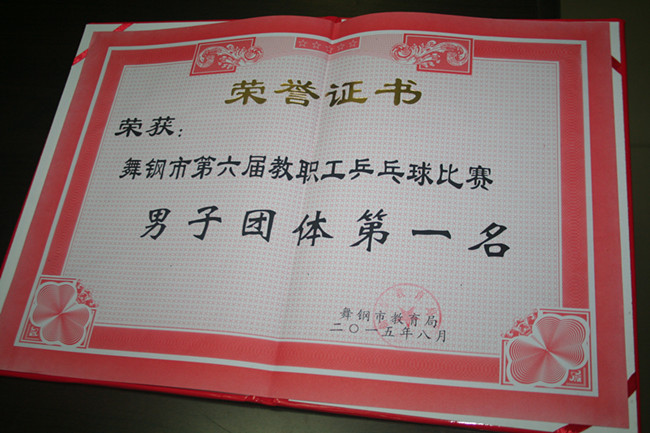 荣誉证书
荣获：
舞钢市第六届教职工乒乓球比赛
男子团体第一名
舞钢市教育局
二〇一五年八月